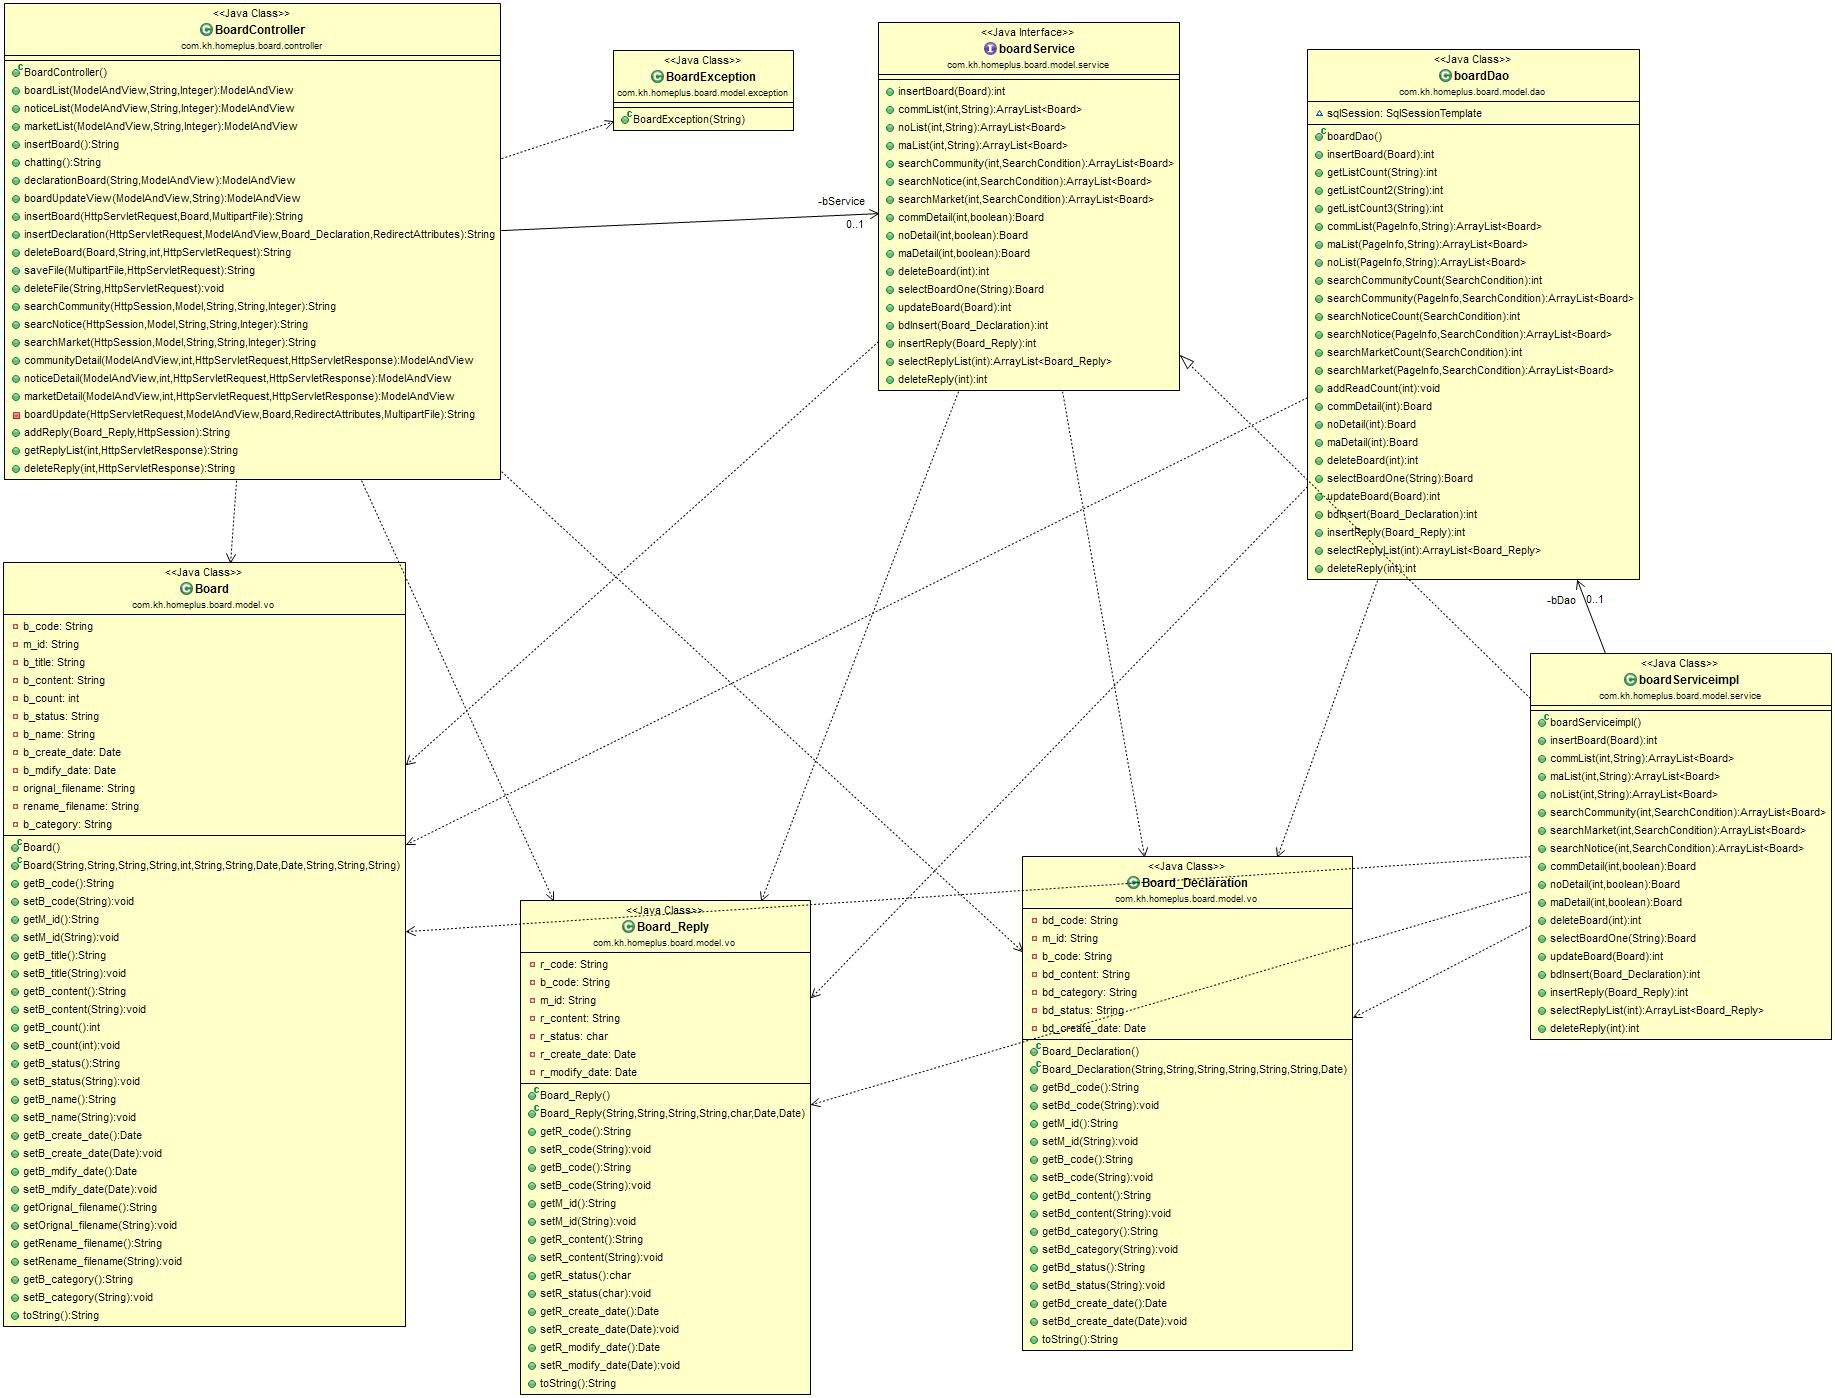 <<Java Class>>
BoardController
com.kh.homeplus.board.controller
BoardController()
boardList(ModelAndView,String,Integer):ModelAndView
noticeList(ModelAndView,String,Integer):ModelAndView
marketList(ModelAndView,String,Integer):ModelAndView
insertBoard():String
chatting():String
declarationBoard(String,ModelAndView):ModelAndView
boardUpdateView(ModelAndView,String):ModelAndView
insertBoard(HttpServletRequest,Board,MultipartFile):String
insertDeclaration(HttpServletRequest,ModelAndView,Board_Declaration,RedirectAttributes):String
deleteBoard(Board,String,int,HttpServletRequest):String
saveFile(MultipartFile,HttpServletRequest):String
deleteFile(String,HttpServletRequest):void
searchCommunity(HttpSession,Model,String,String,Integer):String
searcNotice(HttpSession,Model,String,String,Integer):String
searchMarket(HttpSession,Model,String,String,Integer):String
communityDetail(ModelAndView,int,HttpServletRequest,HttpServletResponse):ModelAndView
noticeDetail(ModelAndView,int,HttpServletRequest,HttpServletResponse):ModelAndView
marketDetail(ModelAndView,int,HttpServletRequest,HttpServletResponse):ModelAndView
boardUpdate(HttpServletRequest,ModelAndView,Board,RedirectAttributes,MultipartFile):String
addReply(Board_Reply,HttpSession):String
getReplyList(int,HttpServletResponse):String
deleteReply(int,HttpServletResponse):String
<<Java Class>>
BoardException
com.kh.homeplus.board.model.exception
BoardException(String)
-bService
0..1
<<Java Interface>>
boardService
com.kh.homeplus.board.model.service
insertBoard(Board):int
commList(int,String):ArrayList<Board>
noList(int,String):ArrayList<Board>
maList(int,String):ArrayList<Board>
searchCommunity(int,SearchCondition):ArrayList<Board>
searchNotice(int,SearchCondition):ArrayList<Board>
searchMarket(int,SearchCondition):ArrayList<Board>
commDetail(int,boolean):Board
noDetail(int,boolean):Board
maDetail(int,boolean):Board
deleteBoard(int):int
selectBoardOne(String):Board
updateBoard(Board):int
bdInsert(Board_Declaration):int
insertReply(Board_Reply):int
selectReplyList(int):ArrayList<Board_Reply>
deleteReply(int):int
<<Java Class>>
boardDao
com.kh.homeplus.board.model.dao
sqlSession: SqlSessionTemplate
boardDao()
insertBoard(Board):int
getListCount(String):int
getListCount2(String):int
getListCount3(String):int
commList(PageInfo,String):ArrayList<Board>
maList(PageInfo,String):ArrayList<Board>
noList(PageInfo,String):ArrayList<Board>
searchCommunityCount(SearchCondition):int
searchCommunity(PageInfo,SearchCondition):ArrayList<Board>
searchNoticeCount(SearchCondition):int
searchNotice(PageInfo,SearchCondition):ArrayList<Board>
searchMarketCount(SearchCondition):int
searchMarket(PageInfo,SearchCondition):ArrayList<Board>
addReadCount(int):void
commDetail(int):Board
noDetail(int):Board
maDetail(int):Board
deleteBoard(int):int
selectBoardOne(String):Board
updateBoard(Board):int
bdInsert(Board_Declaration):int
insertReply(Board_Reply):int
selectReplyList(int):ArrayList<Board_Reply>
deleteReply(int):int
-bDao
0..1
<<Java Class>>
boardServiceimpl
com.kh.homeplus.board.model.service
boardServiceimpl()
insertBoard(Board):int
commList(int,String):ArrayList<Board>
maList(int,String):ArrayList<Board>
noList(int,String):ArrayList<Board>
searchCommunity(int,SearchCondition):ArrayList<Board>
searchMarket(int,SearchCondition):ArrayList<Board>
searchNotice(int,SearchCondition):ArrayList<Board>
commDetail(int,boolean):Board
noDetail(int,boolean):Board
maDetail(int,boolean):Board
deleteBoard(int):int
selectBoardOne(String):Board
updateBoard(Board):int
bdInsert(Board_Declaration):int
insertReply(Board_Reply):int
selectReplyList(int):ArrayList<Board_Reply>
deleteReply(int):int
<<Java Class>>
Board
com.kh.homeplus.board.model.vo
b_code: String
m_id: String
b_title: String
b_content: String
b_count: int
b_status: String
b_name: String
b_create_date: Date
b_mdify_date: Date
orignal_filename: String
rename_filename: String
b_category: String
Board()
Board(String,String,String,String,int,String,String,Date,Date,String,String,String)
getB_code():String
setB_code(String):void
getM_id():String
setM_id(String):void
getB_title():String
setB_title(String):void
getB_content():String
setB_content(String):void
getB_count():int
setB_count(int):void
getB_status():String
setB_status(String):void
getB_name():String
setB_name(String):void
getB_create_date():Date
setB_create_date(Date):void
getB_mdify_date():Date
setB_mdify_date(Date):void
getOrignal_filename():String
setOrignal_filename(String):void
getRename_filename():String
setRename_filename(String):void
getB_category():String
setB_category(String):void
toString():String
<<Java Class>>
Board_Reply
com.kh.homeplus.board.model.vo
r_code: String
b_code: String
m_id: String
r_content: String
r_status: char
r_create_date: Date
r_modify_date: Date
Board_Reply()
Board_Reply(String,String,String,String,char,Date,Date)
getR_code():String
setR_code(String):void
getB_code():String
setB_code(String):void
getM_id():String
setM_id(String):void
getR_content():String
setR_content(String):void
getR_status():char
setR_status(char):void
getR_create_date():Date
setR_create_date(Date):void
getR_modify_date():Date
setR_modify_date(Date):void
toString():String
<<Java Class>>
Board_Declaration
com.kh.homeplus.board.model.vo
bd_code: String
m_id: String
b_code: String
bd_content: String
bd_category: String
bd_status: String
bd_create_date: Date
Board_Declaration()
Board_Declaration(String,String,String,String,String,String,Date)
getBd_code():String
setBd_code(String):void
getM_id():String
setM_id(String):void
getB_code():String
setB_code(String):void
getBd_content():String
setBd_content(String):void
getBd_category():String
setBd_category(String):void
getBd_status():String
setBd_status(String):void
getBd_create_date():Date
setBd_create_date(Date):void
toString():String